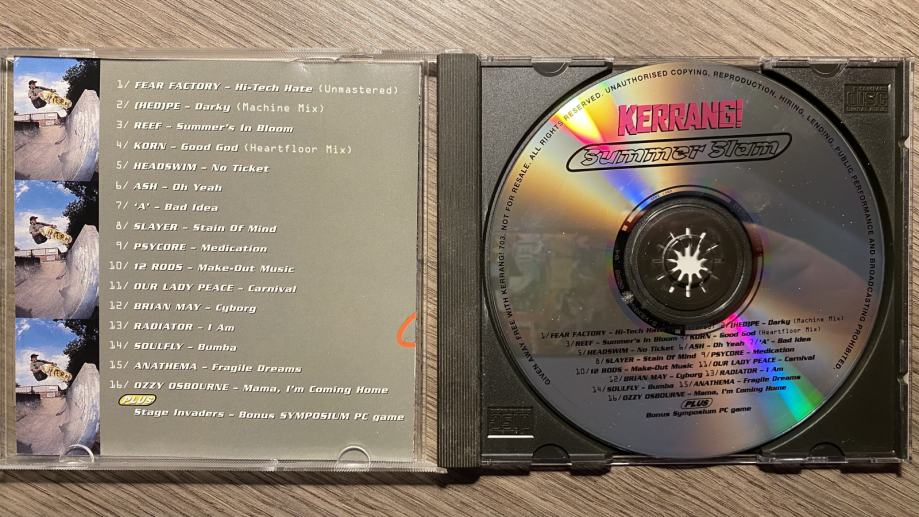 1/ FEAR FACTORY - Hi-Tech Hate (Unmastered)
2/ (HED)PE - Darky (Machine Mix)
3/ REEF - Summer's In Bloom
4/ KORN - Good God (Heartfloor Mix)
5/ HEADSWIM - No Ticket
6/ ASH - Oh Yeah
7/ 'A' - Bad Idea
8/ SLAYER - Stain Of Mind
9/ PSYCORE - Medication
10/ 12 RODS - Make-Out Music
11/ OUR LADY PEACE - Carnival
12/ BRIAN MAY - Cyborg
13/ RADIATOR - I Am
14/ SOULFLY - Bumba
15/ ANATHEMA - Fragile Dreams
16/ OZZY OSBOURNE - Mama, I'm Coming Home
PLUS
Stage Invaders - Bonus SYMPOSIUM PC game
GIVEN AWAY FREE WITH KERRANG! 703. NOT FOR RESALE. ALL RIGHTS RESERVED. UNAUTHORISED COPYING, REPRODUCTION, HIRING, LENDING, PUBLIC PERFORMANCE AND BROADCASTING PROHIBITED.
KERRANG!
Summer Slam
1/FEAR FACTORY - Hi-Tech Hate 2/(HED)PE - Darky (Machine Mix)
3/REEF - Summer's In Bloom 4/KORN - Good God (Heartfloor Mix)
5/HEADSWIM - No Ticket 6/ASH - Oh Yeah 7/'A' - Bad Idea
8/SLAYER - Stain Of Mind 9/PSYCORE - Medication
10/12 RODS - Make-Out Music 11/OUR LADY PEACE - Carnival
12/BRIAN MAY - Cyborg 13/RADIATOR - I Am
14/SOULFLY - Bumba 15/ANATHEMA - Fragile Dreams
16/OZZY OSBOURNE - Mama, I'm Coming Home
PLUS
Bonus Symposium PC game